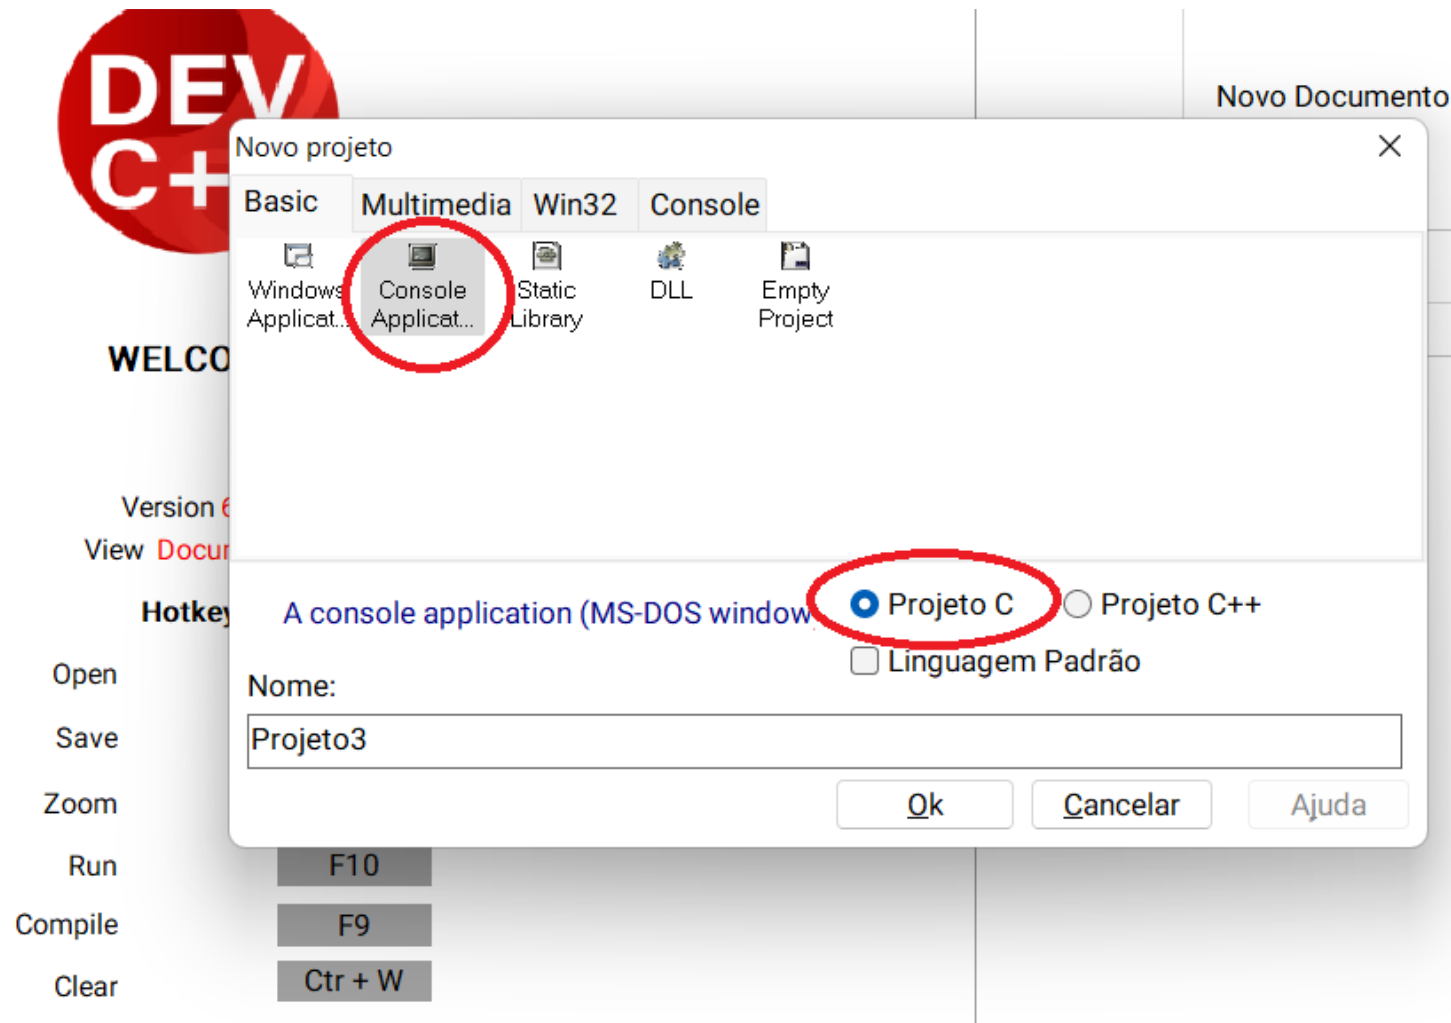 DEV
C+
Novo Documento
Novo projeto
Basic
Multimedia
Win32
Console
Windows
Applicat...
Console
Applicat...
Static
Library
DLL
Empty
Project
WELCO
Version 6
View Docur
Hotkey
A console application (MS-DOS window
Projeto C
Projeto C++
Linguagem Padrão
Nome:
Projeto3
Ok
Cancelar
Ajuda
Open
Save
Zoom
Run F10
Compile F9
Clear Ctr + W